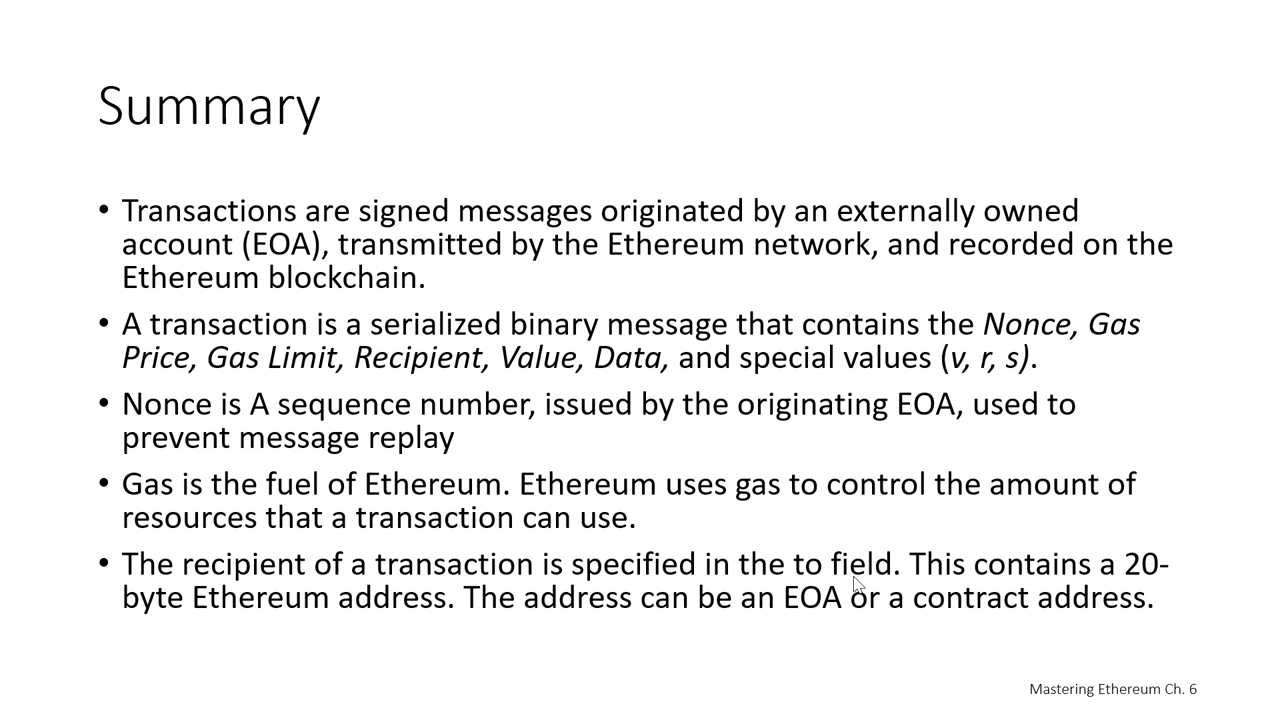 Summary
• Transactions are signed messages originated by an externally owned
account (EOA), transmitted by the Ethereum network, and recorded on the
Ethereum blockchain.
• A transaction is a serialized binary message that contains the Nonce, Gas
Price, Gas Limit, Recipient, Value, Data, and special values (v, r, s).
• Nonce is A sequence number, issued by the originating EOA, used to
prevent message replay
• Gas is the fuel of Ethereum. Ethereum uses gas to control the amount of
resources that a transaction can use.
• The recipient of a transaction is specified in the to field. This contains a 20-
byte Ethereum address. The address can be an EOA or a contract address.
Mastering Ethereum Ch. 6